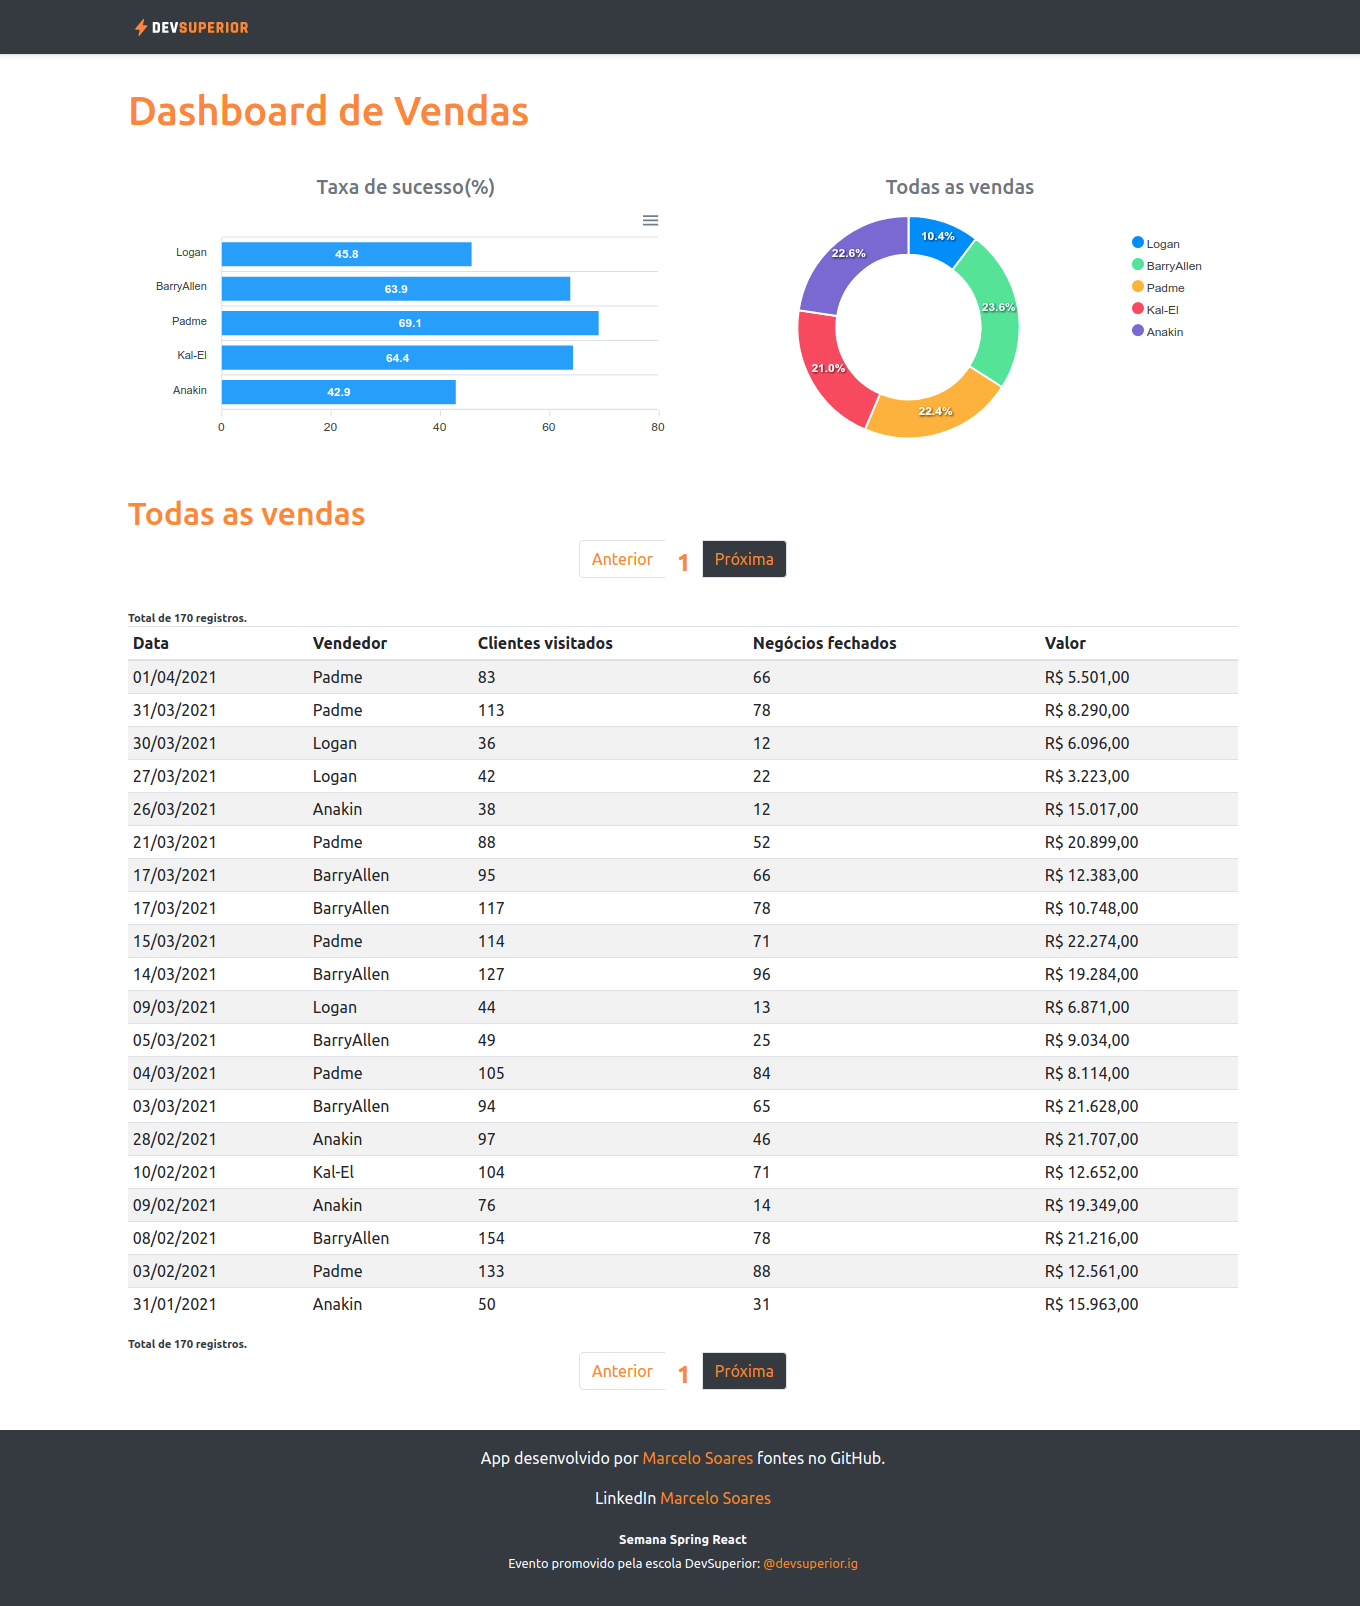 DEVSUPERIOR
Dashboard de Vendas
Taxa de sucesso(%)
Logan 45.8
BarryAllen 63.9
Padme 69.1
Kal-El 64.4
Anakin 42.9
0 20 40 60 80
Todas as vendas
10.4%
23.6%
22.4%
21.0%
22.6%
Logan
BarryAllen
Padme
Kal-El
Anakin
Todas as vendas
Anterior 1 Próxima
Total de 170 registros.
Data Vendedor Clientes visitados Negócios fechados Valor
01/04/2021 Padme 83 66 R$ 5.501,00
31/03/2021 Padme 113 78 R$ 8.290,00
30/03/2021 Logan 36 12 R$ 6.096,00
27/03/2021 Logan 42 22 R$ 3.223,00
26/03/2021 Anakin 38 12 R$ 15.017,00
21/03/2021 Padme 88 52 R$ 20.899,00
17/03/2021 BarryAllen 95 66 R$ 12.383,00
17/03/2021 BarryAllen 117 78 R$ 10.748,00
15/03/2021 Padme 114 71 R$ 22.274,00
14/03/2021 BarryAllen 127 96 R$ 19.284,00
09/03/2021 Logan 44 13 R$ 6.871,00
05/03/2021 BarryAllen 49 25 R$ 9.034,00
04/03/2021 Padme 105 84 R$ 8.114,00
03/03/2021 BarryAllen 94 65 R$ 21.628,00
28/02/2021 Anakin 97 46 R$ 21.707,00
10/02/2021 Kal-El 104 71 R$ 12.652,00
09/02/2021 Anakin 76 14 R$ 19.349,00
08/02/2021 BarryAllen 154 78 R$ 21.216,00
03/02/2021 Padme 133 88 R$ 12.561,00
31/01/2021 Anakin 50 31 R$ 15.963,00
Total de 170 registros.
Anterior 1 Próxima
App desenvolvido por Marcelo Soares fontes no GitHub.
LinkedIn Marcelo Soares
Semana Spring React
Evento promovido pela escola DevSuperior: @devsuperior.ig